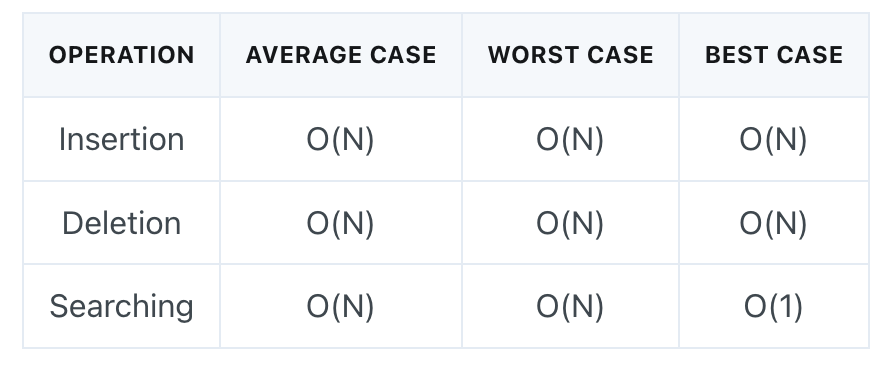 OPERATION AVERAGE CASE WORST CASE BEST CASE
Insertion O(N) O(N) O(N)
Deletion O(N) O(N) O(N)
Searching O(N) O(N) O(1)